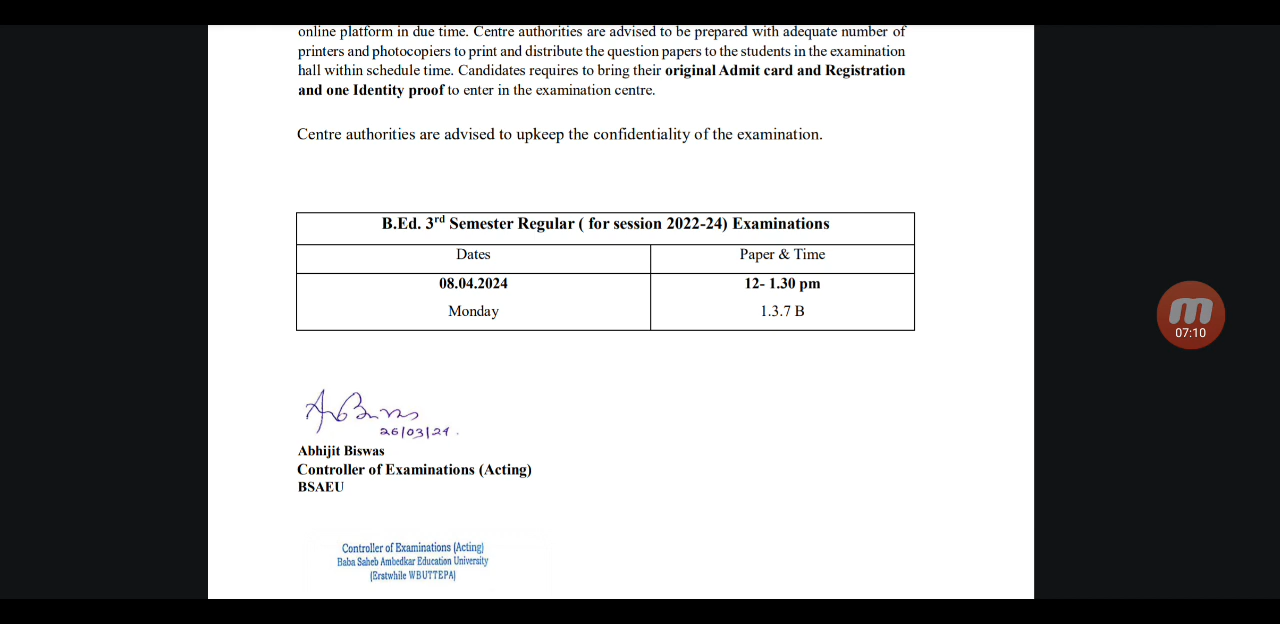 online platform in due time. Centre authorities are advised to be prepared with adequate number of
printers and photocopiers to print and distribute the question papers to the students in the examination
hall within schedule time. Candidates requires to bring their original Admit card and Registration
and one Identity proof to enter in the examination centre.
Centre authorities are advised to upkeep the confidentiality of the examination.
B.Ed. 3rd Semester Regular ( for session 2022-24) Examinations
Dates Paper & Time
08.04.2024 12- 1.30 pm
Monday 1.3.7 B
26/03/24.
Abhijit Biswas
Controller of Examinations (Acting)
BSAEU
Controller of Examinations (Acting)
Baba Saheb Ambedkar Education University
(Erstwhile WBUTTEPA)
07:10